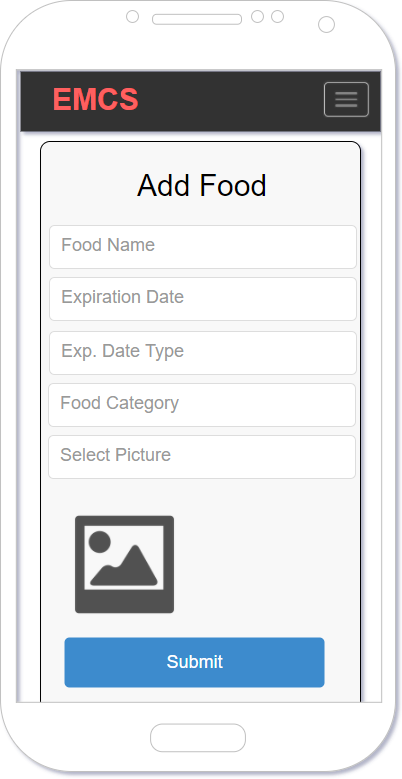 EMCS
Add Food
Food Name
Expiration Date
Exp. Date Type
Food Category
Select Picture
Submit